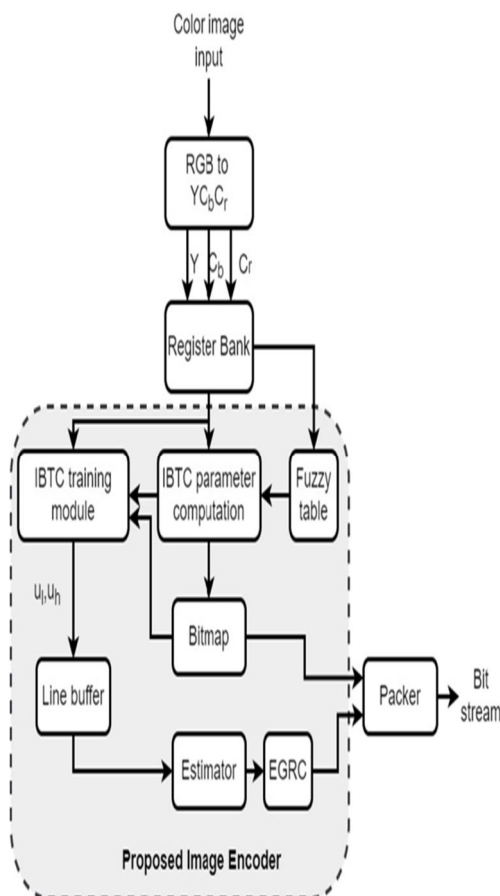 Color image
input
RGB to
YCbCr
Y Cb Cr
Register Bank
IBTC training
module
IBTC parameter
computation
Fuzzy
table
ul,uh
Bitmap
Line buffer
Packer
Bit
stream
Estimator
EGRC
Proposed Image Encoder